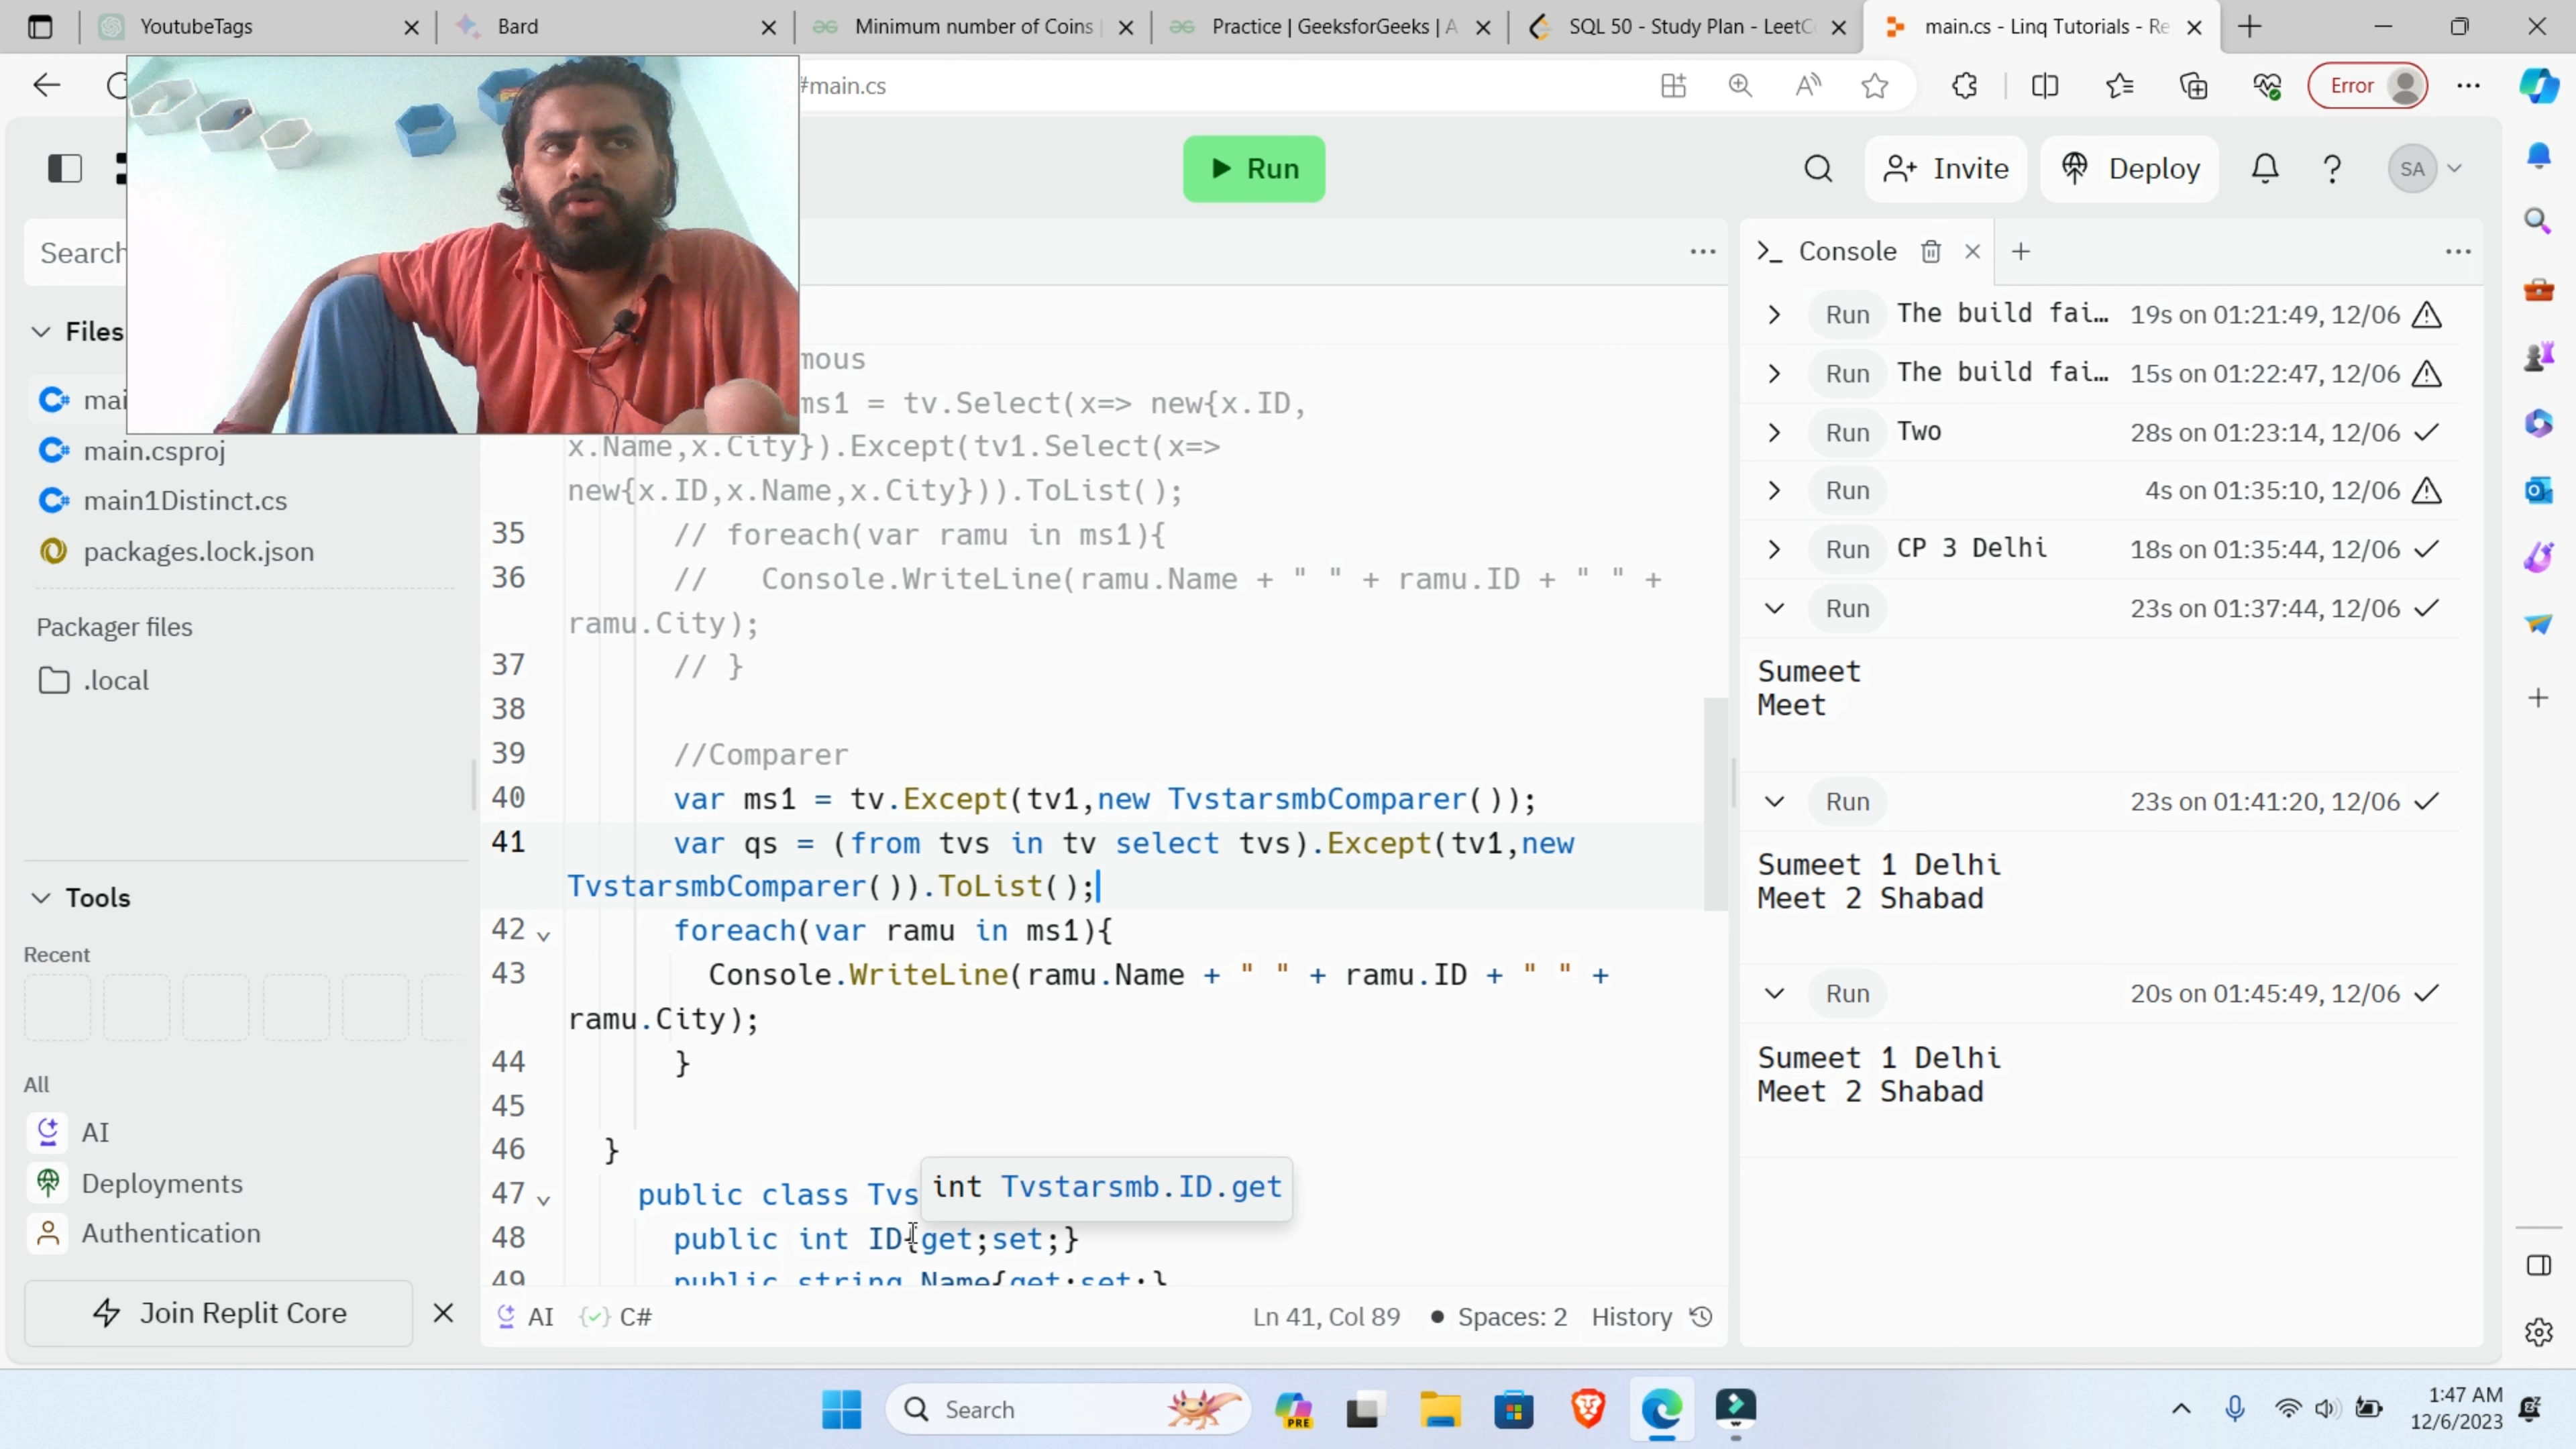 YoutubeTags
Bard
Minimum number of Coins
Practice | GeeksforGeeks | A
SQL 50 - Study Plan - LeetC
main.cs - Linq Tutorials - Re
#main.cs
Error
Run
Invite
Deploy
SA
Search
Files
mai
main.csproj
main1Distinct.cs
packages.lock.json
Packager files
.local
Tools
Recent
All
AI
Deployments
Authentication
Join Replit Core
mous
ms1 = tv.Select(x=> new{x.ID,
x.Name,x.City}).Except(tv1.Select(x=>
new{x.ID,x.Name,x.City})).ToList();
35 // foreach(var ramu in ms1){
36 //   Console.WriteLine(ramu.Name + " " + ramu.ID + " " +
ramu.City);
37 // }
38
39 //Comparer
40 var ms1 = tv.Except(tv1,new TvstarsmbComparer());
41 var qs = (from tvs in tv select tvs).Except(tv1,new
TvstarsmbComparer()).ToList();
42 foreach(var ramu in ms1){
43 Console.WriteLine(ramu.Name + " " + ramu.ID + " " +
ramu.City);
44 }
45
46 }
int Tvstarsmb.ID.get
47 public class Tvs
48 public int ID{get;set;}
49 public string Name{get;set;}
AI
C#
Ln 41, Col 89
Spaces: 2
History
Console
Run The build fai… 19s on 01:21:49, 12/06
Run The build fai… 15s on 01:22:47, 12/06
Run Two 28s on 01:23:14, 12/06
Run 4s on 01:35:10, 12/06
Run CP 3 Delhi 18s on 01:35:44, 12/06
Run 23s on 01:37:44, 12/06
Sumeet
Meet
Run 23s on 01:41:20, 12/06
Sumeet 1 Delhi
Meet 2 Shabad
Run 20s on 01:45:49, 12/06
Sumeet 1 Delhi
Meet 2 Shabad
Search
PRE
1:47 AM
12/6/2023